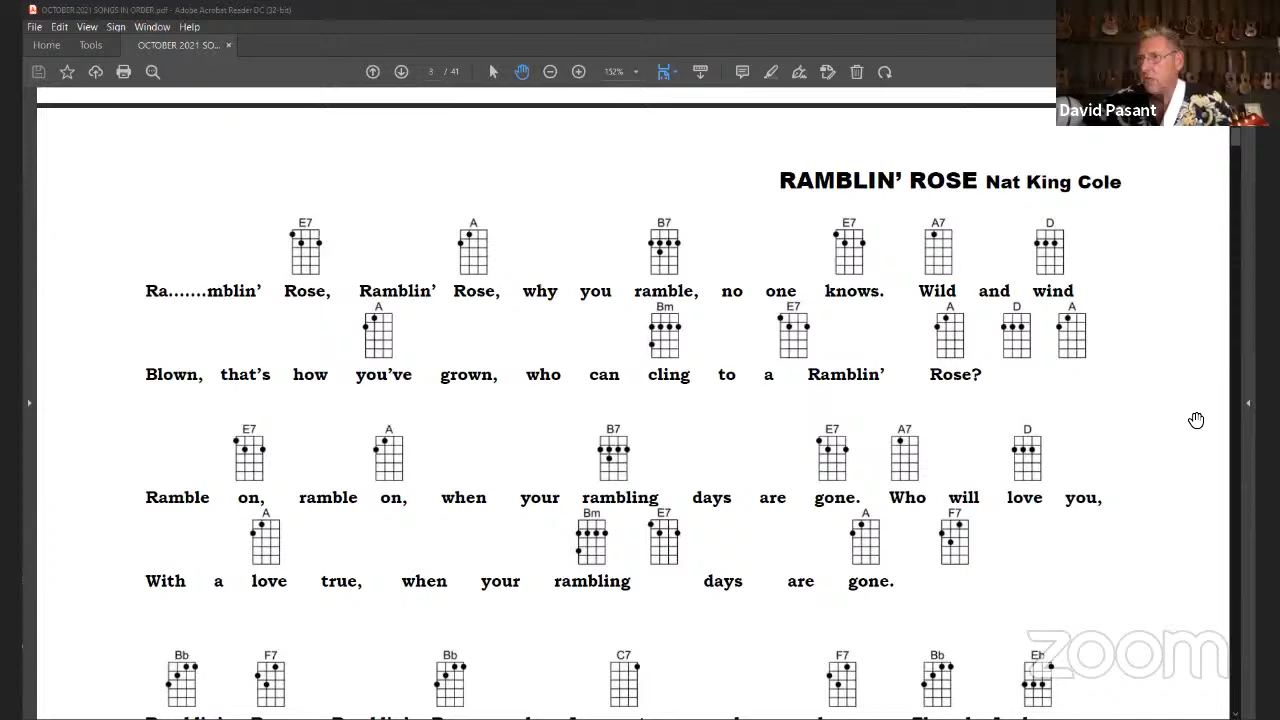 OCTOBER 2021 SONGS IN ORDER.pdf - Adobe Acrobat Reader DC (32-bit)
File Edit View Sign Window Help
Home Tools OCTOBER 2021 SO... ×
3 / 41 152%
David Pasant
RAMBLIN' ROSE Nat King Cole
E7 A B7 E7 A7 D
Ra.......mblin' Rose, Ramblin' Rose, why you ramble, no one knows. Wild and wind
A Bm E7 A D A
Blown, that's how you've grown, who can cling to a Ramblin' Rose?
E7 A B7 E7 A7 D
Ramble on, ramble on, when your rambling days are gone. Who will love you,
A Bm E7 A F7
With a love true, when your rambling days are gone.
Bb F7 Bb C7 F7 Bb Eb
zoom